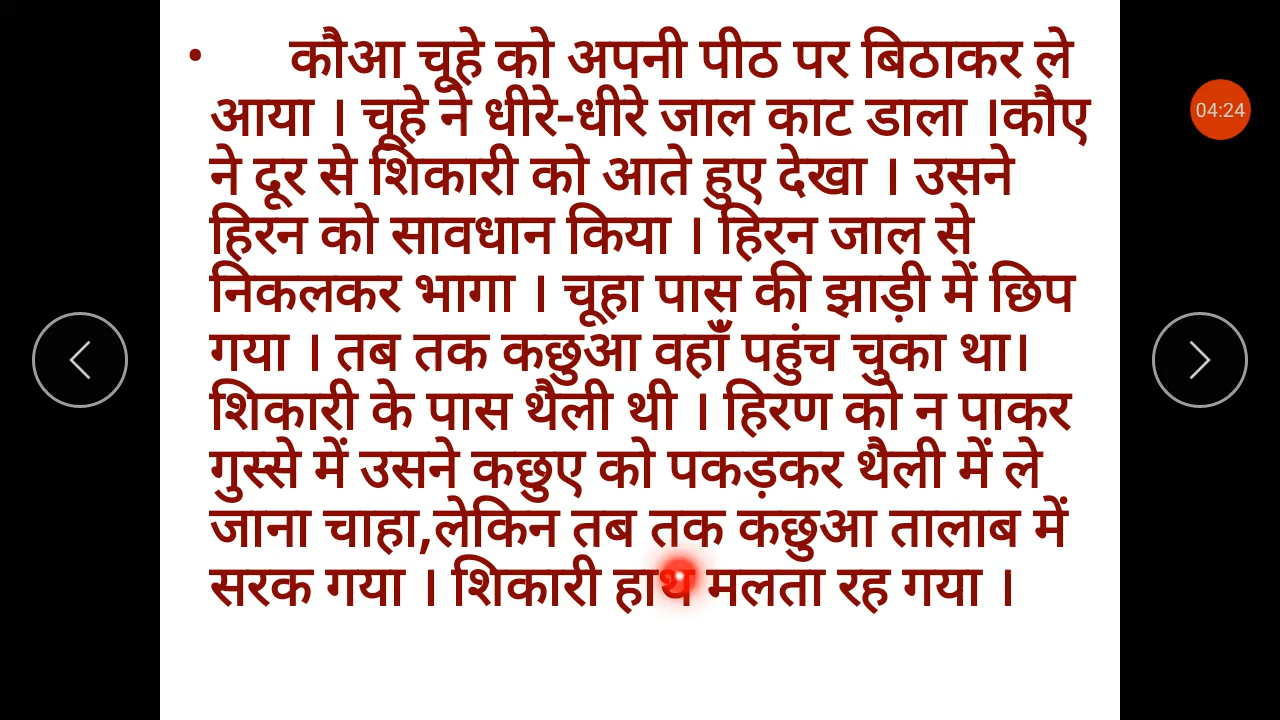 • कौआ चूहे को अपनी पीठ पर बिठाकर ले
आया । चूहे ने धीरे-धीरे जाल काट डाला ।कौए
04:24
ने दूर से शिकारी को आते हुए देखा । उसने
हिरन को सावधान किया । हिरन जाल से
निकलकर भागा । चूहा पास की झाड़ी में छिप
गया । तब तक कछुआ वहाँ पहुंच चुका था।
शिकारी के पास थैली थी । हिरण को न पाकर
गुस्से में उसने कछुए को पकड़कर थैली में ले
जाना चाहा,लेकिन तब तक कछुआ तालाब में
सरक गया । शिकारी हाथ मलता रह गया ।